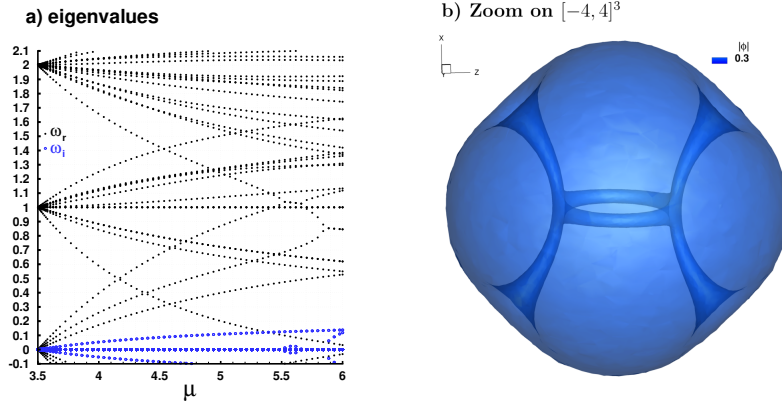 a) eigenvalues
2.1
2
1.9
1.8
1.7
1.6
1.5
1.4
1.3
1.2
1.1
1
0.9
0.8
0.7
0.6
0.5
0.4
0.3
0.2
0.1
0
-0.1
ω_r
ω_i
3.5 4 4.5 5 5.5 6
μ
b) Zoom on [−4, 4]³
x
z
Y
|ϕ|
0.3